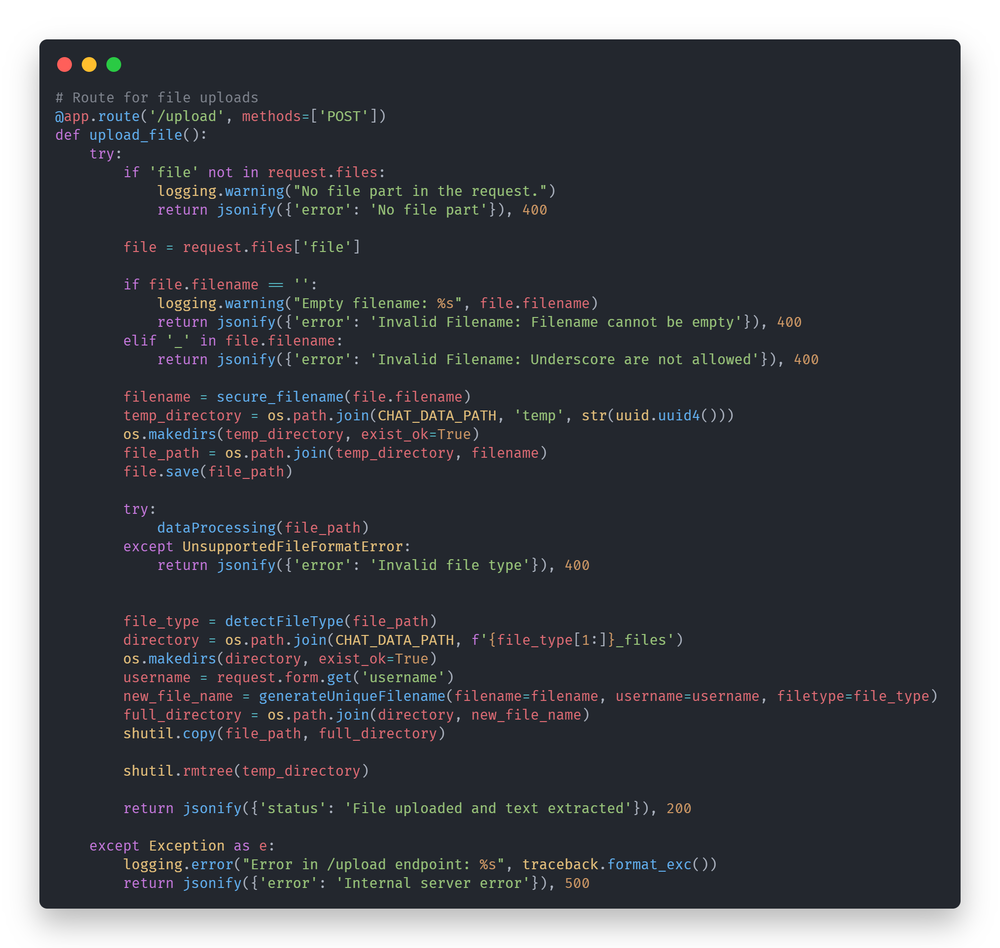 # Route for file uploads
@app.route('/upload', methods=['POST'])
def upload_file():
    try:
        if 'file' not in request.files:
            logging.warning("No file part in the request.")
            return jsonify({'error': 'No file part'}), 400

        file = request.files['file']

        if file.filename == '':
            logging.warning("Empty filename: %s", file.filename)
            return jsonify({'error': 'Invalid Filename: Filename cannot be empty'}), 400
        elif '_' in file.filename:
            return jsonify({'error': 'Invalid Filename: Underscore are not allowed'}), 400

        filename = secure_filename(file.filename)
        temp_directory = os.path.join(CHAT_DATA_PATH, 'temp', str(uuid.uuid4()))
        os.makedirs(temp_directory, exist_ok=True)
        file_path = os.path.join(temp_directory, filename)
        file.save(file_path)

        try:
            dataProcessing(file_path)
        except UnsupportedFileFormatError:
            return jsonify({'error': 'Invalid file type'}), 400


        file_type = detectFileType(file_path)
        directory = os.path.join(CHAT_DATA_PATH, f'{file_type[1:]}_files')
        os.makedirs(directory, exist_ok=True)
        username = request.form.get('username')
        new_file_name = generateUniqueFilename(filename=filename, username=username, filetype=file_type)
        full_directory = os.path.join(directory, new_file_name)
        shutil.copy(file_path, full_directory)

        shutil.rmtree(temp_directory)

        return jsonify({'status': 'File uploaded and text extracted'}), 200

    except Exception as e:
        logging.error("Error in /upload endpoint: %s", traceback.format_exc())
        return jsonify({'error': 'Internal server error'}), 500